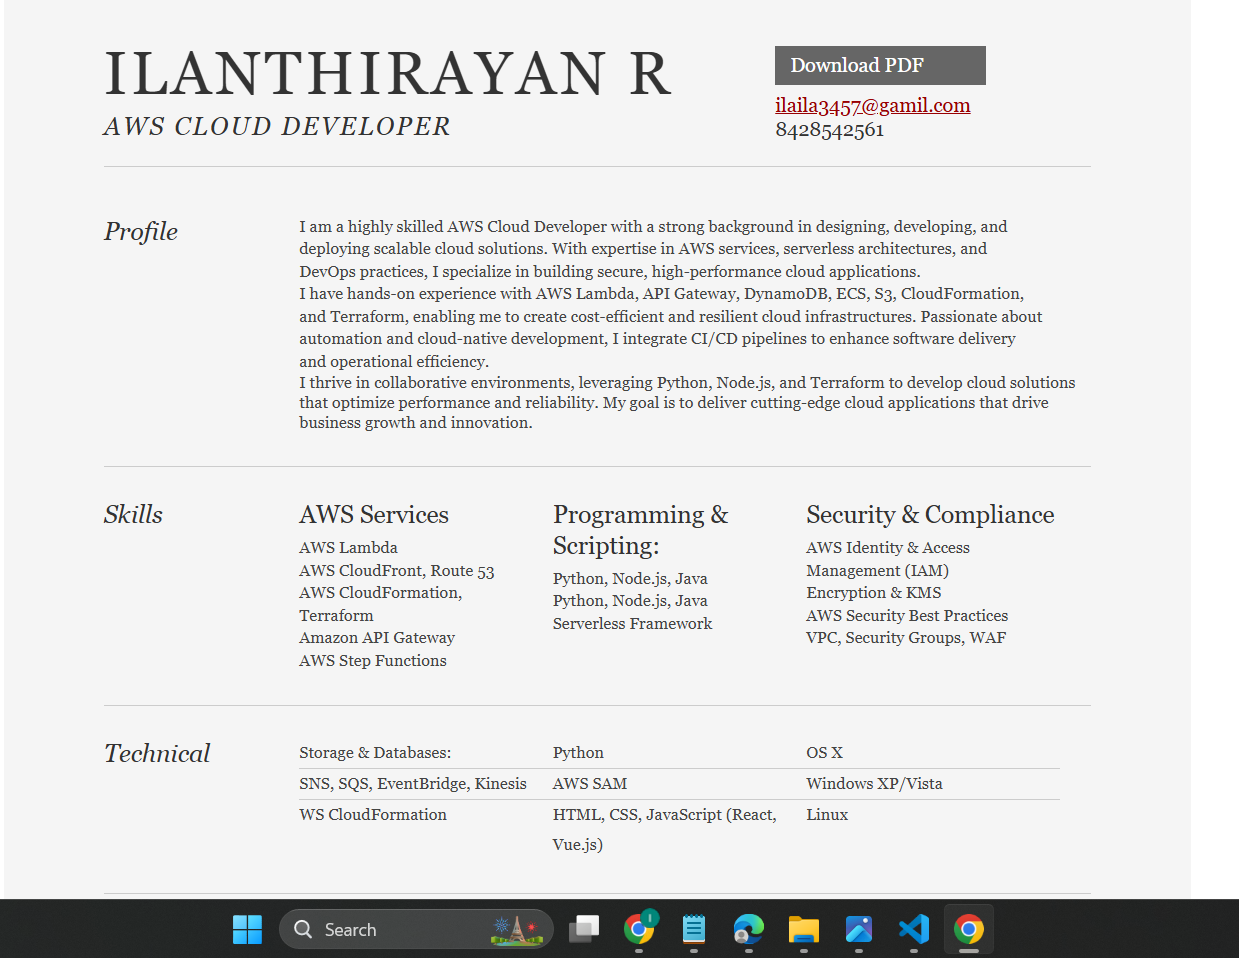 ILANTHIRAYAN R
AWS CLOUD DEVELOPER
Download PDF
ilaila3457@gamil.com
8428542561
Profile
I am a highly skilled AWS Cloud Developer with a strong background in designing, developing, and
deploying scalable cloud solutions. With expertise in AWS services, serverless architectures, and
DevOps practices, I specialize in building secure, high-performance cloud applications.
I have hands-on experience with AWS Lambda, API Gateway, DynamoDB, ECS, S3, CloudFormation,
and Terraform, enabling me to create cost-efficient and resilient cloud infrastructures. Passionate about
automation and cloud-native development, I integrate CI/CD pipelines to enhance software delivery
and operational efficiency.
I thrive in collaborative environments, leveraging Python, Node.js, and Terraform to develop cloud solutions
that optimize performance and reliability. My goal is to deliver cutting-edge cloud applications that drive
business growth and innovation.
Skills
AWS Services
AWS Lambda
AWS CloudFront, Route 53
AWS CloudFormation,
Terraform
Amazon API Gateway
AWS Step Functions
Programming &
Scripting:
Python, Node.js, Java
Python, Node.js, Java
Serverless Framework
Security & Compliance
AWS Identity & Access
Management (IAM)
Encryption & KMS
AWS Security Best Practices
VPC, Security Groups, WAF
Technical
Storage & Databases:
SNS, SQS, EventBridge, Kinesis
WS CloudFormation
Python
AWS SAM
HTML, CSS, JavaScript (React,
Vue.js)
OS X
Windows XP/Vista
Linux
Search
I